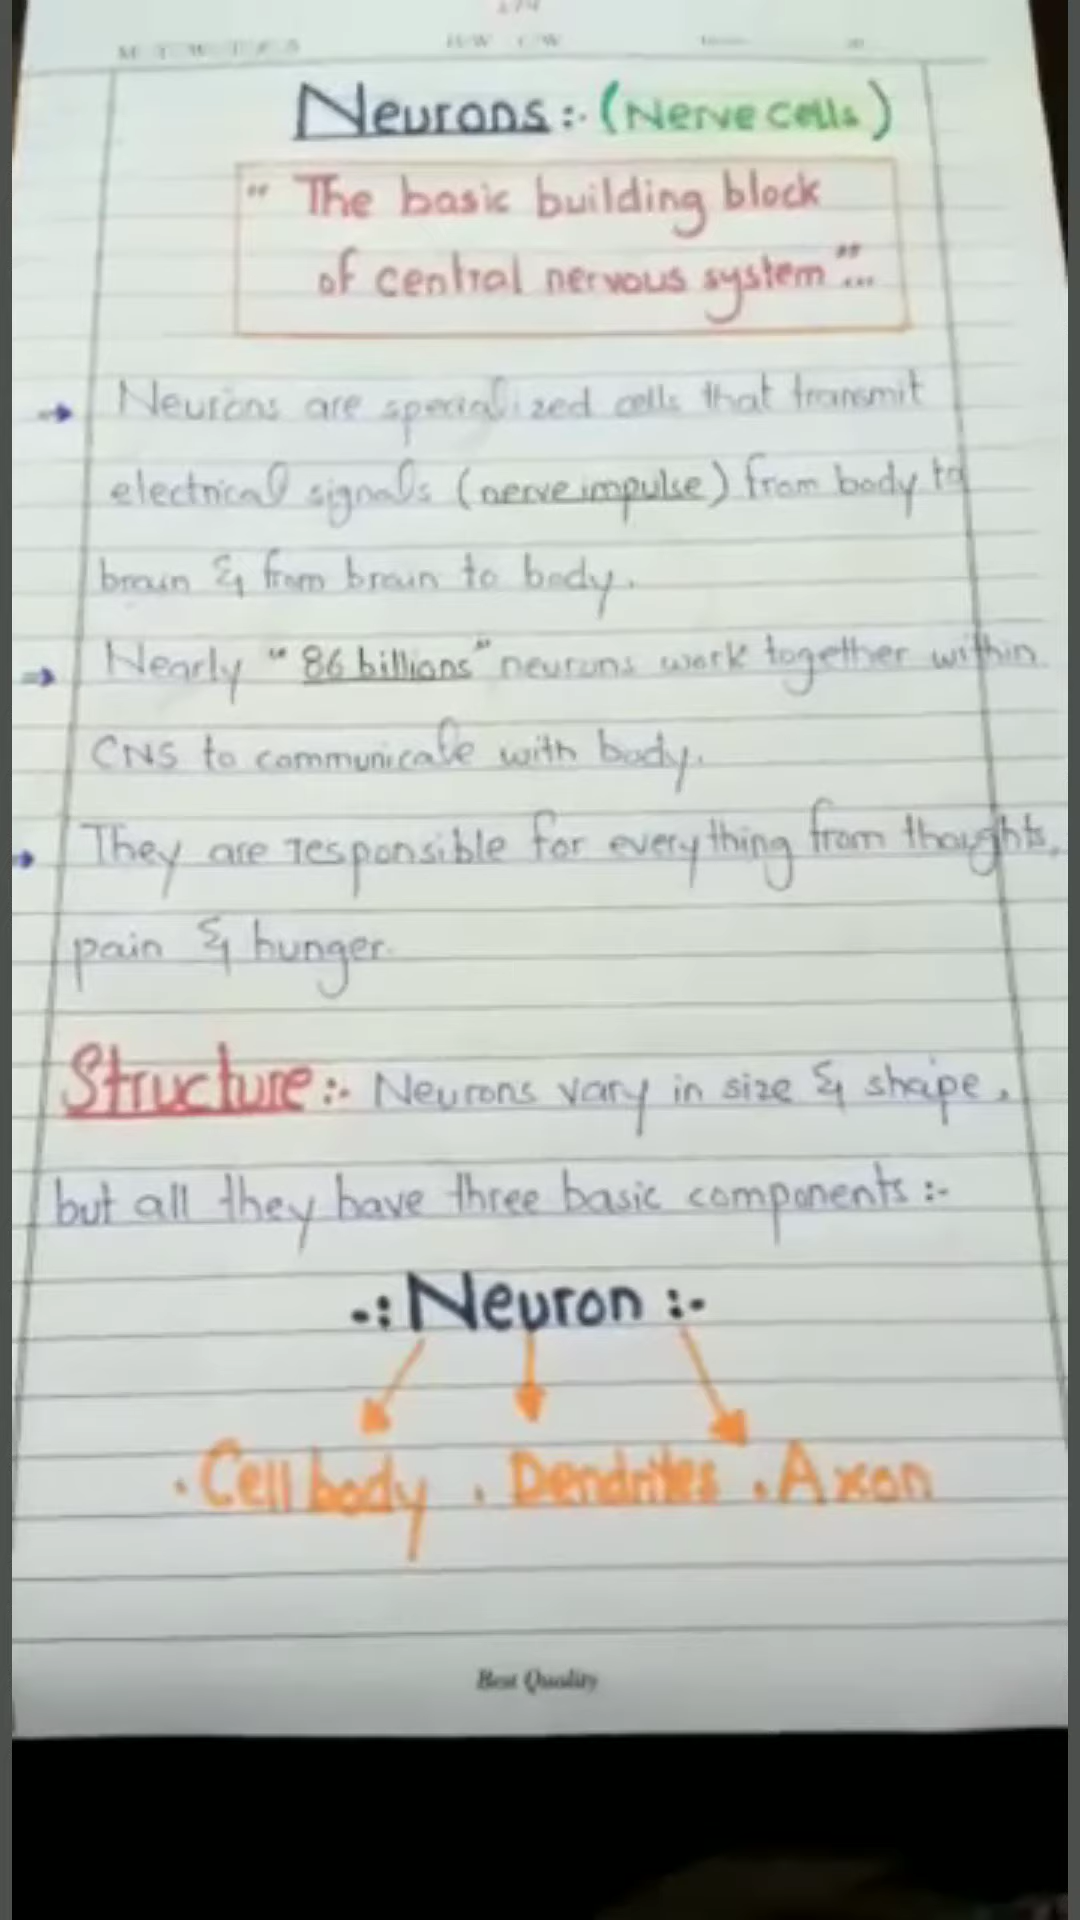 M T W T F S H/W C/W
Neurons :- (Nerve cells)
" The basic building block
of central nervous system"...
→ Neurons are specialized cells that transmit
electrical signals (nerve impulse) from body to
brain & from brain to body.
⇒ Nearly "86 billions" neurons work together within
CNS to communicate with body.
→ They are responsible for everything from thoughts,
pain & hunger.
Structure:- Neurons vary in size & shape,
but all they have three basic components :-
-: Neuron :-
. Cell body . Dendrites . Axon
Best Quality